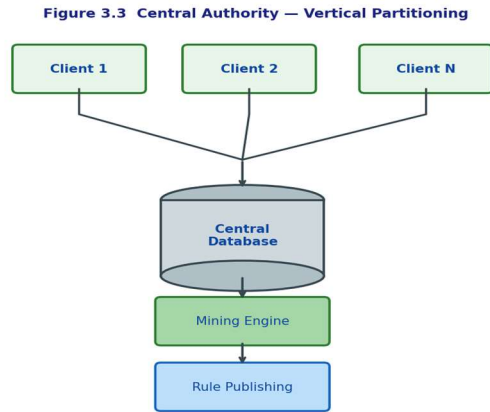 Figure 3.3  Central Authority — Vertical Partitioning
Client 1
Client 2
Client N
Central
Database
Mining Engine
Rule Publishing